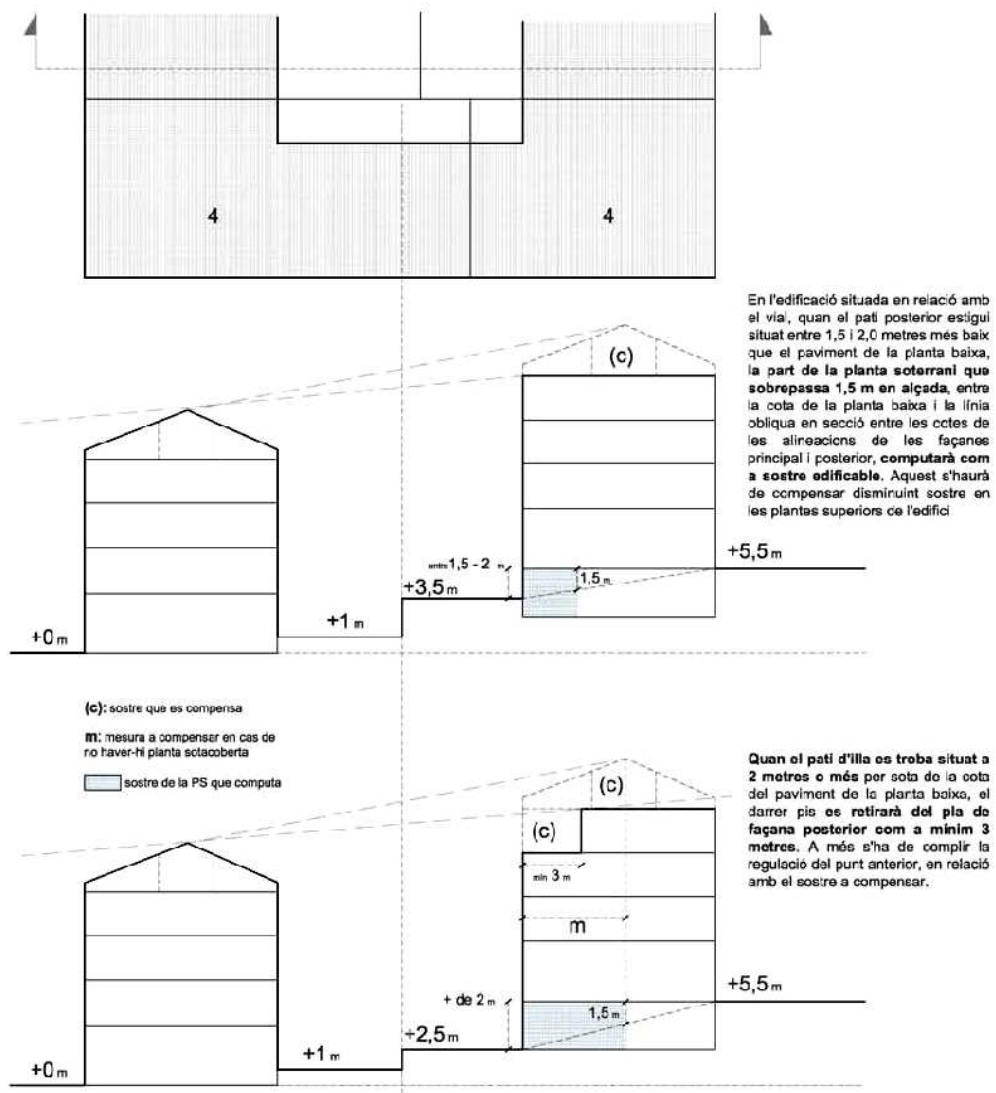 4
4
En l'edificació situada en relació amb
el vial, quan el pati posterior estigui
situat entre 1,5 i 2,0 metres més baix
que el paviment de la planta baixa,
la part de la planta soterrani que
sobrepassa 1,5 m en alçada, entre
la cota de la planta baixa i la línia
obliqua en secció entre les cotes de
les alineacions de les façanes
principal i posterior, computarà com
a sostre edificable. Aquest s'haurà
de compensar disminuint sostre en
les plantes superiors de l'edifici
(c)
+5,5 m
entre 1,5 - 2 m
1,5 m
+3,5 m
+1 m
+0 m
(c): sostre que es compensa
m: mesura a compensar en cas de
no haver-hi planta sotacoberta
sostre de la PS que computa
Quan el pati d'illa es troba situat a
2 metres o més per sota de la cota
del paviment de la planta baixa, el
darrer pis es retirarà del pla de
façana posterior com a mínim 3
metres. A més s'ha de complir la
regulació del punt anterior, en relació
amb el sostre a compensar.
(c)
(c)
min 3 m
m
+5,5 m
+ de 2 m
1,5 m
+2,5 m
+1 m
+0 m